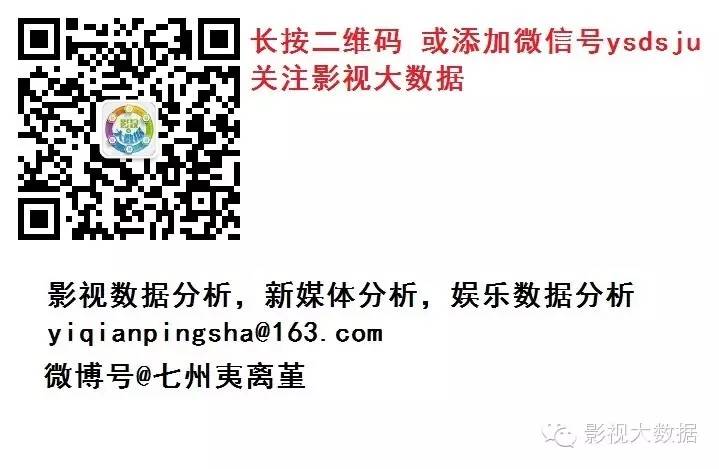 长按二维码 或添加微信号ysdsju
关注影视大数据
影视数据分析，新媒体分析，娱乐数据分析
yiqianpingsha@163.com
微博号@七州夷离堇
影视大数据